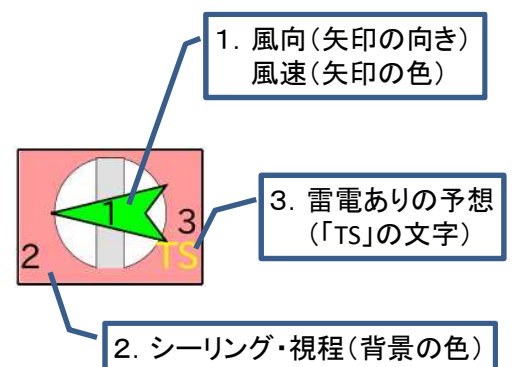 1．風向（矢印の向き）
風速（矢印の色）
1
3
TS
2
3．雷電ありの予想
（「TS」の文字）
2．シーリング・視程（背景の色）